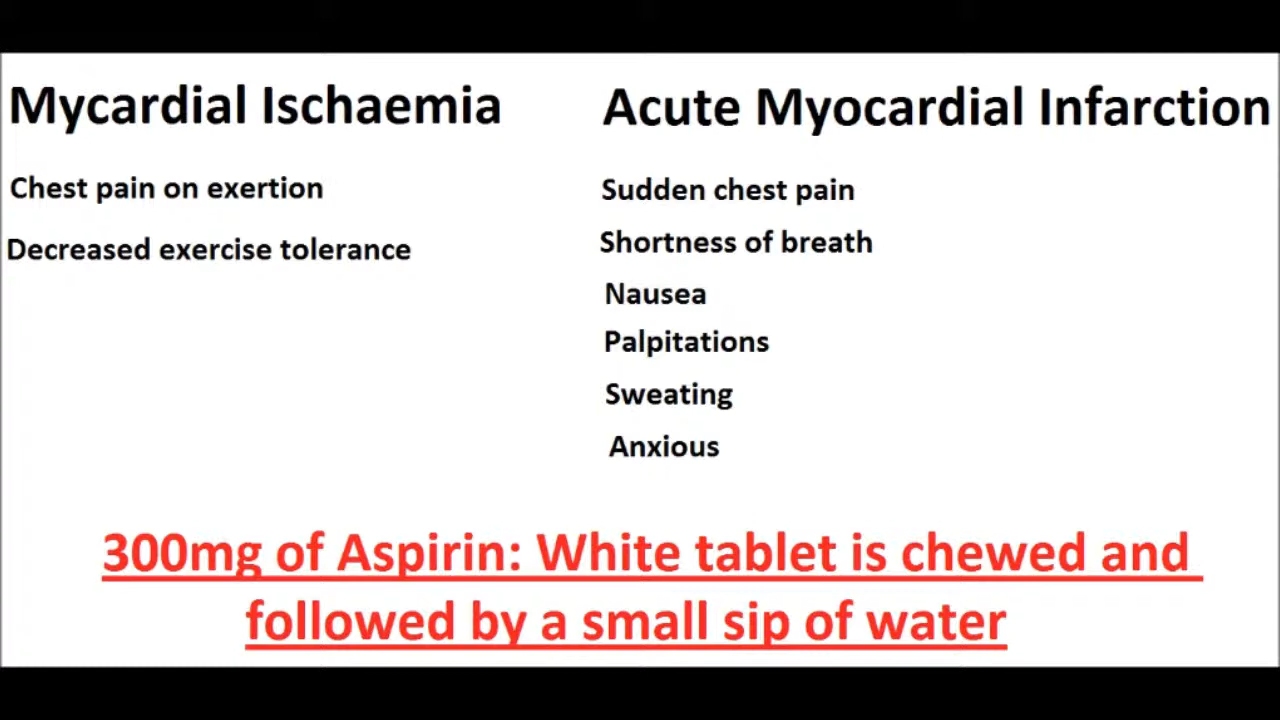 Mycardial Ischaemia
Chest pain on exertion
Decreased exercise tolerance
Acute Myocardial Infarction
Sudden chest pain
Shortness of breath
Nausea
Palpitations
Sweating
Anxious
300mg of Aspirin: White tablet is chewed and
followed by a small sip of water